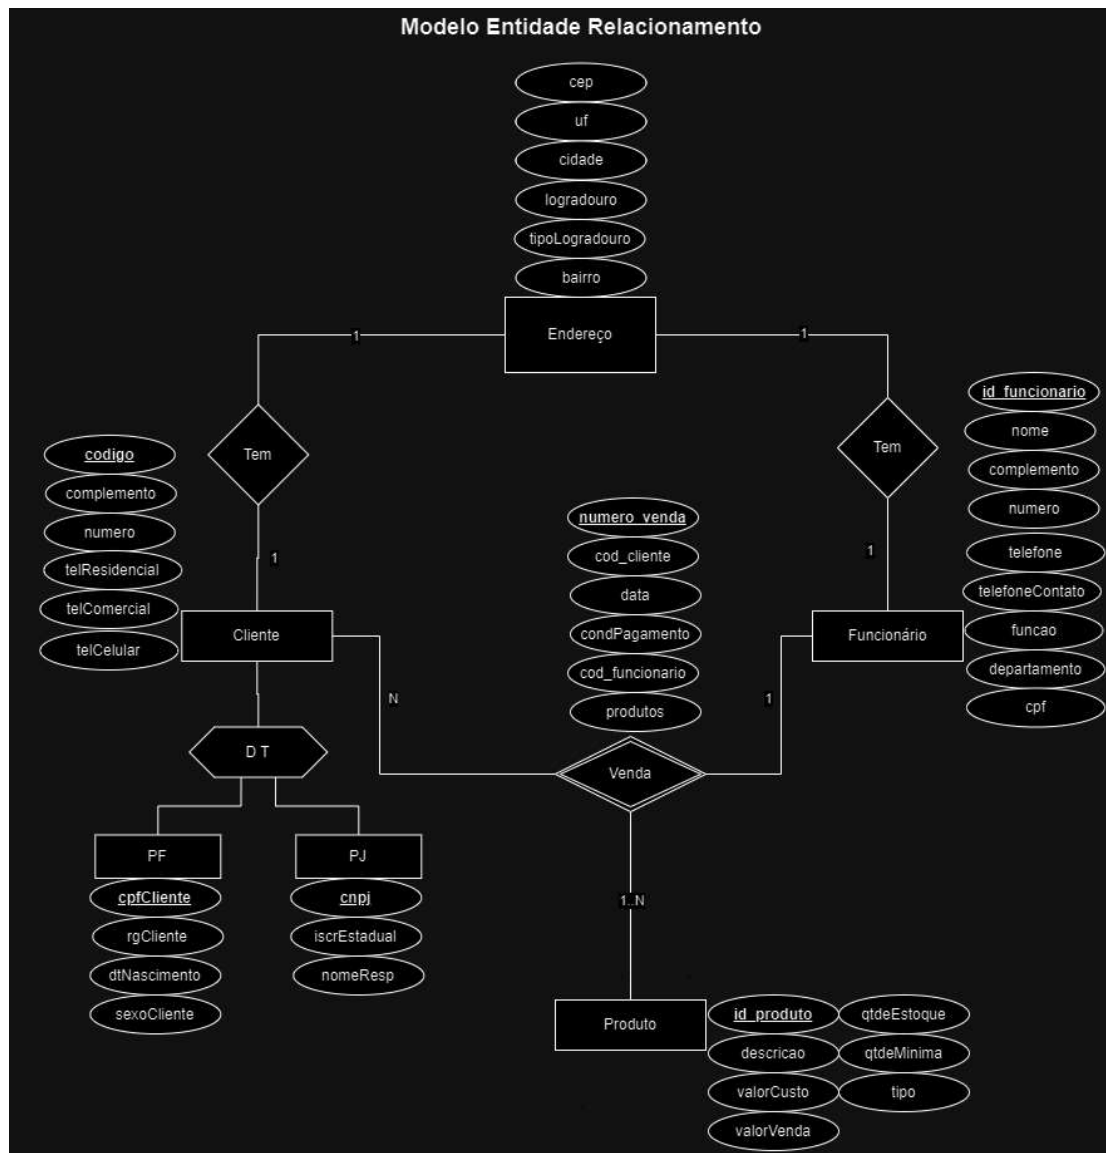 Modelo Entidade Relacionamento
cep
uf
cidade
logradouro
tipoLogradouro
bairro
Endereço
1
1
Tem
Tem
codigo
complemento
numero
telResidencial
telComercial
telCelular
1
Cliente
numero_venda
cod_cliente
data
condPagamento
cod_funcionario
produtos
Venda
id_funcionario
nome
complemento
numero
telefone
telefoneContato
funcao
departamento
cpf
1
Funcionário
N
1
D T
PF
cpfCliente
rgCliente
dtNascimento
sexoCliente
PJ
cnpj
iscrEstadual
nomeResp
1..N
Produto
id_produto
descricao
valorCusto
valorVenda
qtdeEstoque
qtdeMinima
tipo